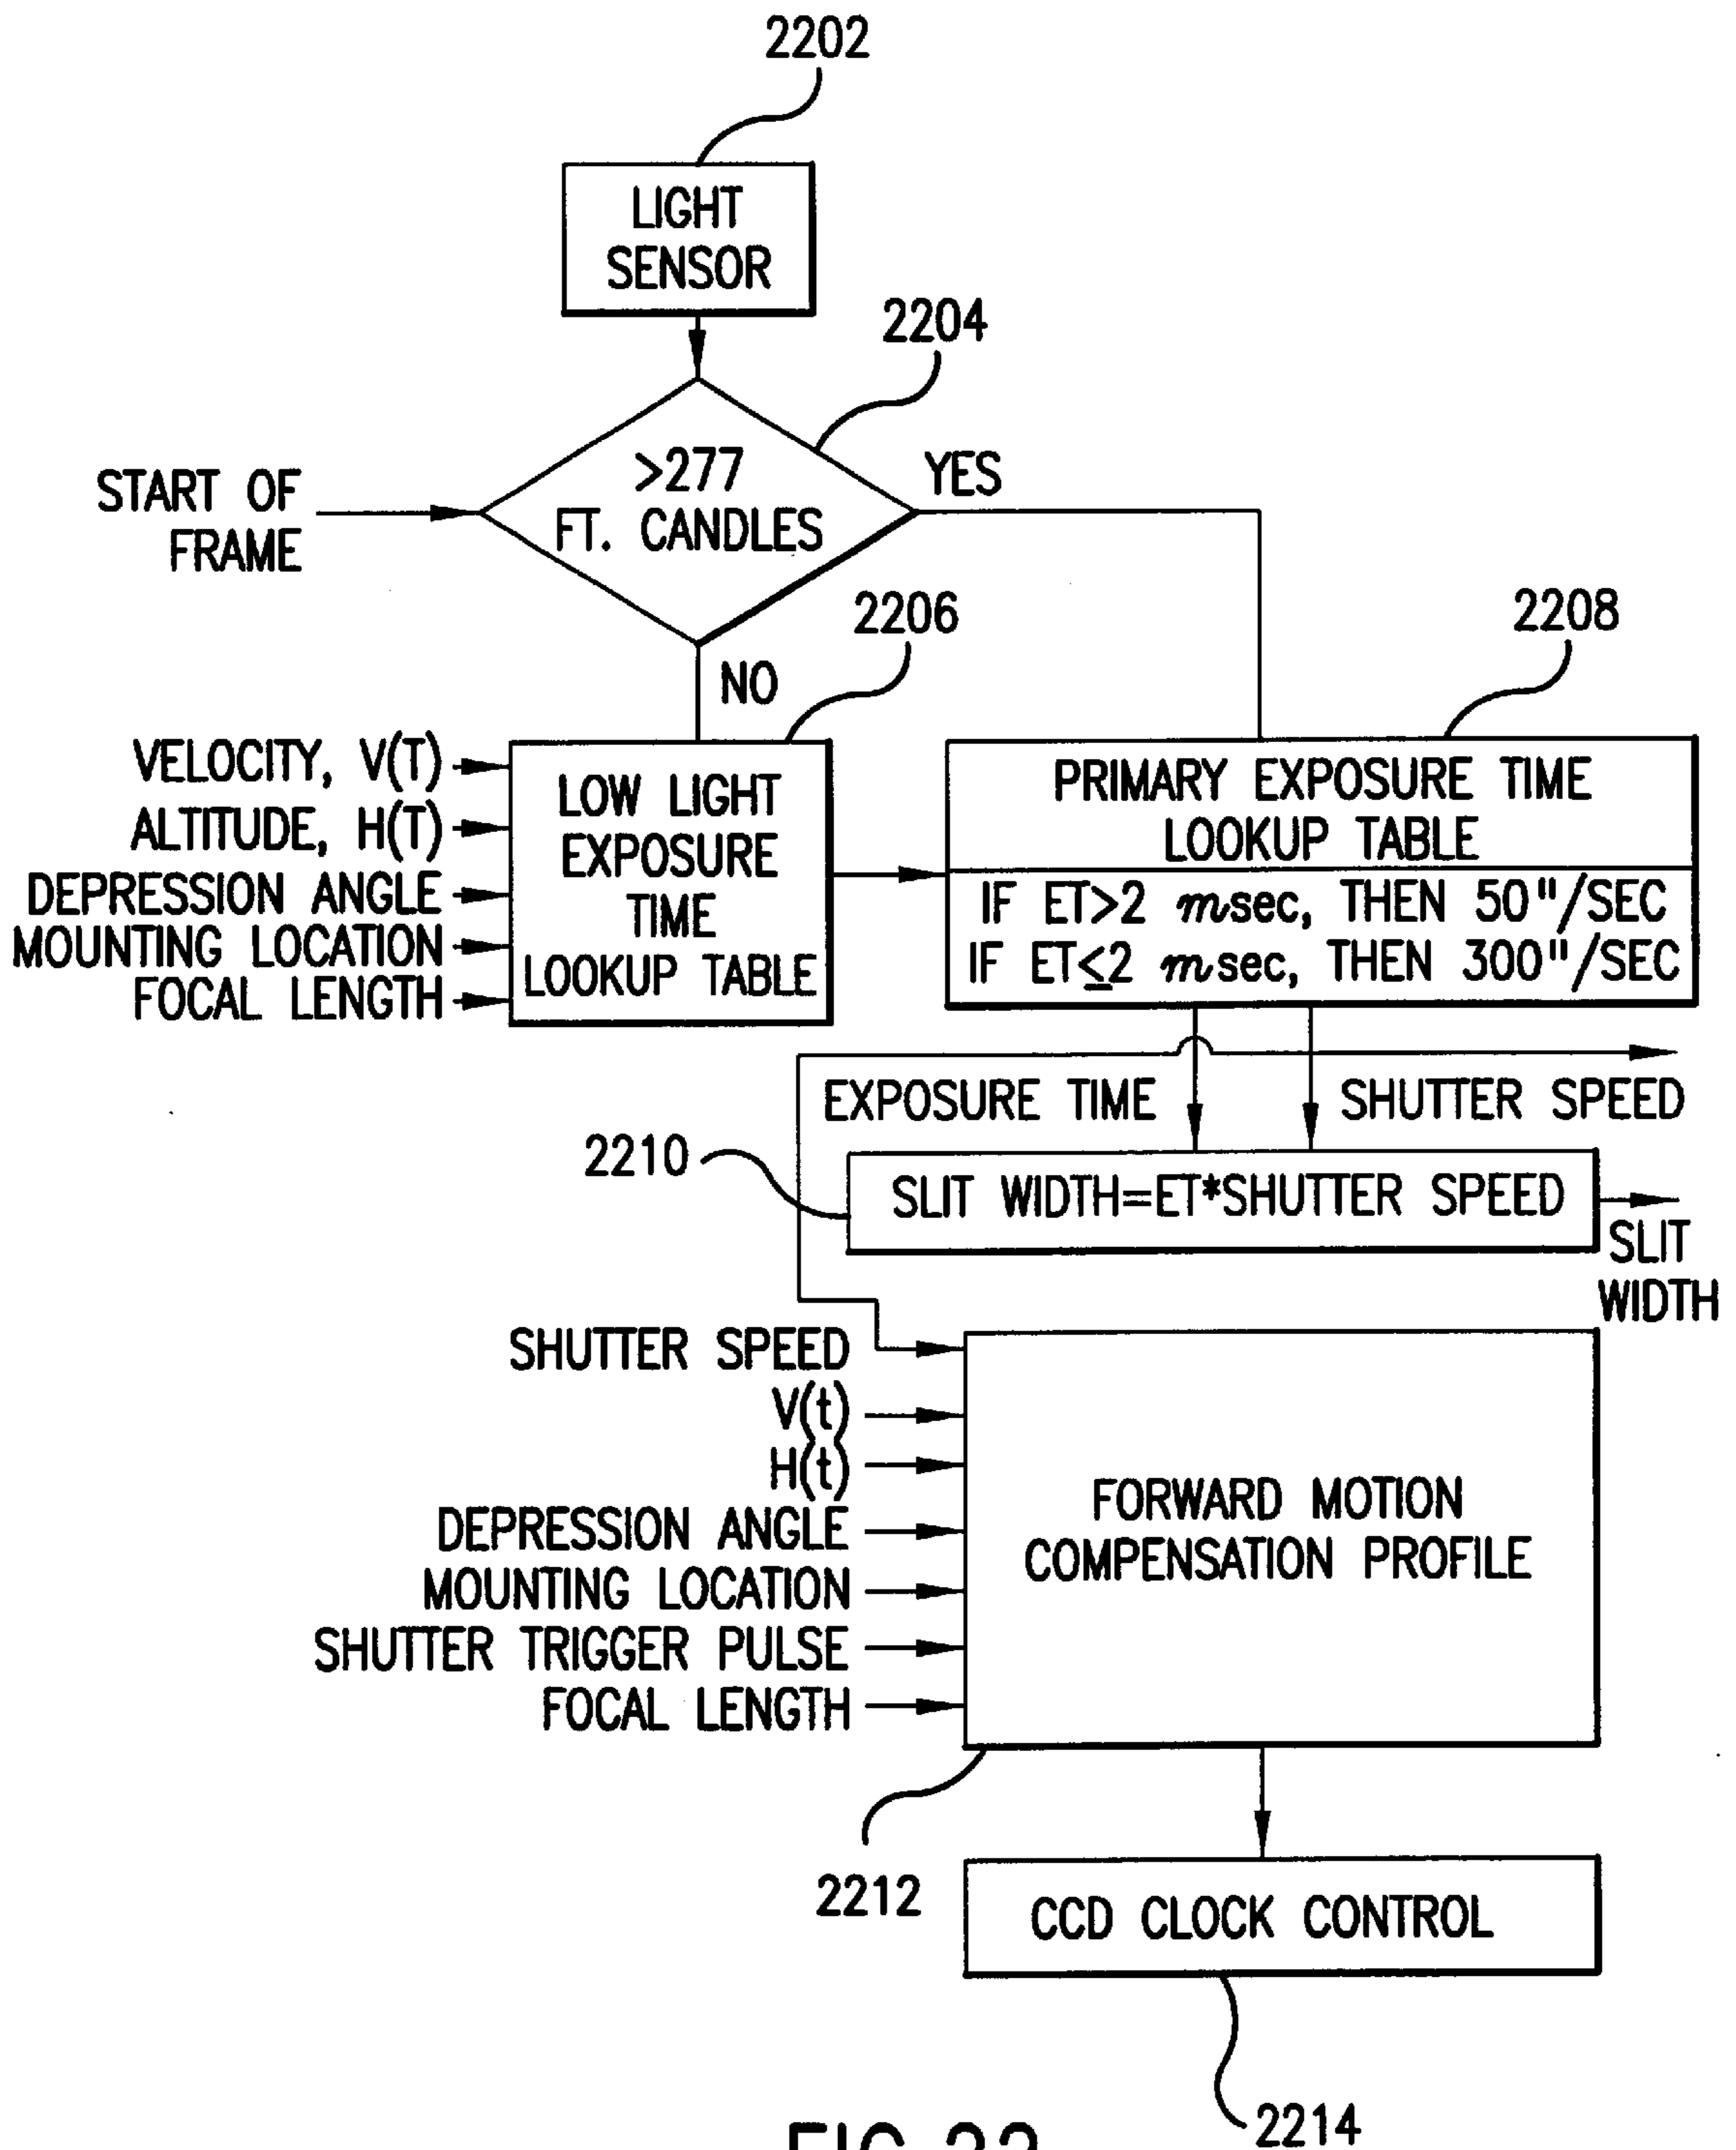 2202
LIGHT
SENSOR
2204
>277
FT. CANDLES
YES
START OF
FRAME
NO
2206
2208
VELOCITY, V(T)
ALTITUDE, H(T)
DEPRESSION ANGLE
MOUNTING LOCATION
FOCAL LENGTH
LOW LIGHT
EXPOSURE
TIME
LOOKUP TABLE
PRIMARY EXPOSURE TIME
LOOKUP TABLE
IF ET>2 msec, THEN 50"/SEC
IF ET≤2 msec, THEN 300"/SEC
EXPOSURE TIME
SHUTTER SPEED
2210
SLIT WIDTH=ET*SHUTTER SPEED
SLIT
WIDTH
SHUTTER SPEED
V(t)
H(t)
DEPRESSION ANGLE
MOUNTING LOCATION
SHUTTER TRIGGER PULSE
FOCAL LENGTH
FORWARD MOTION
COMPENSATION PROFILE
2212
CCD CLOCK CONTROL
2214